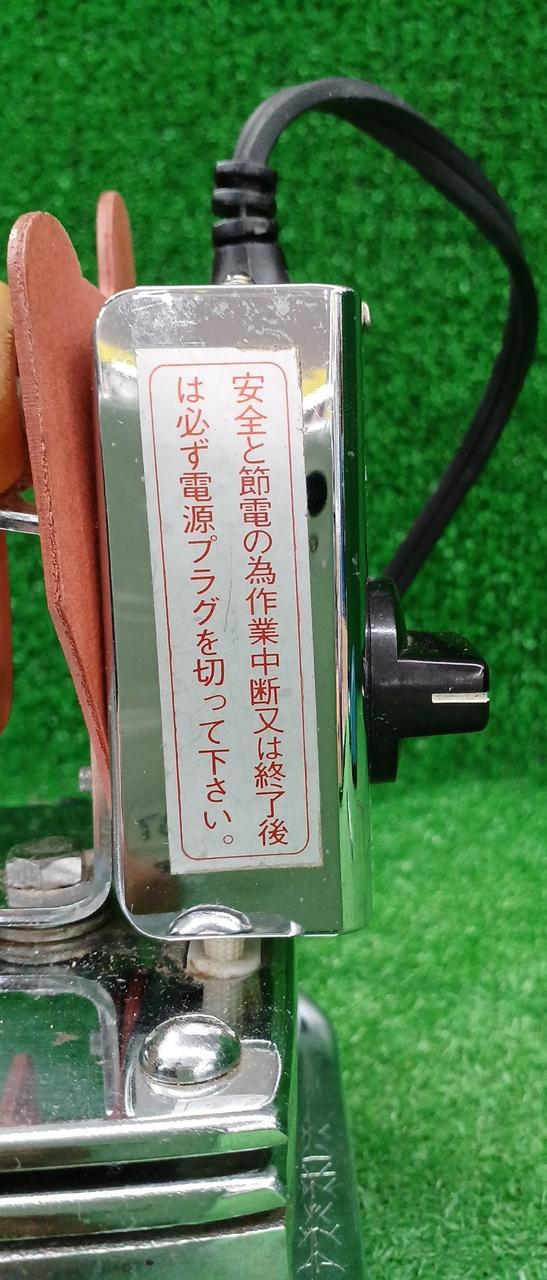 安全と節電の為作業中断又は終了後
は必ず電源プラグを切って下さい。